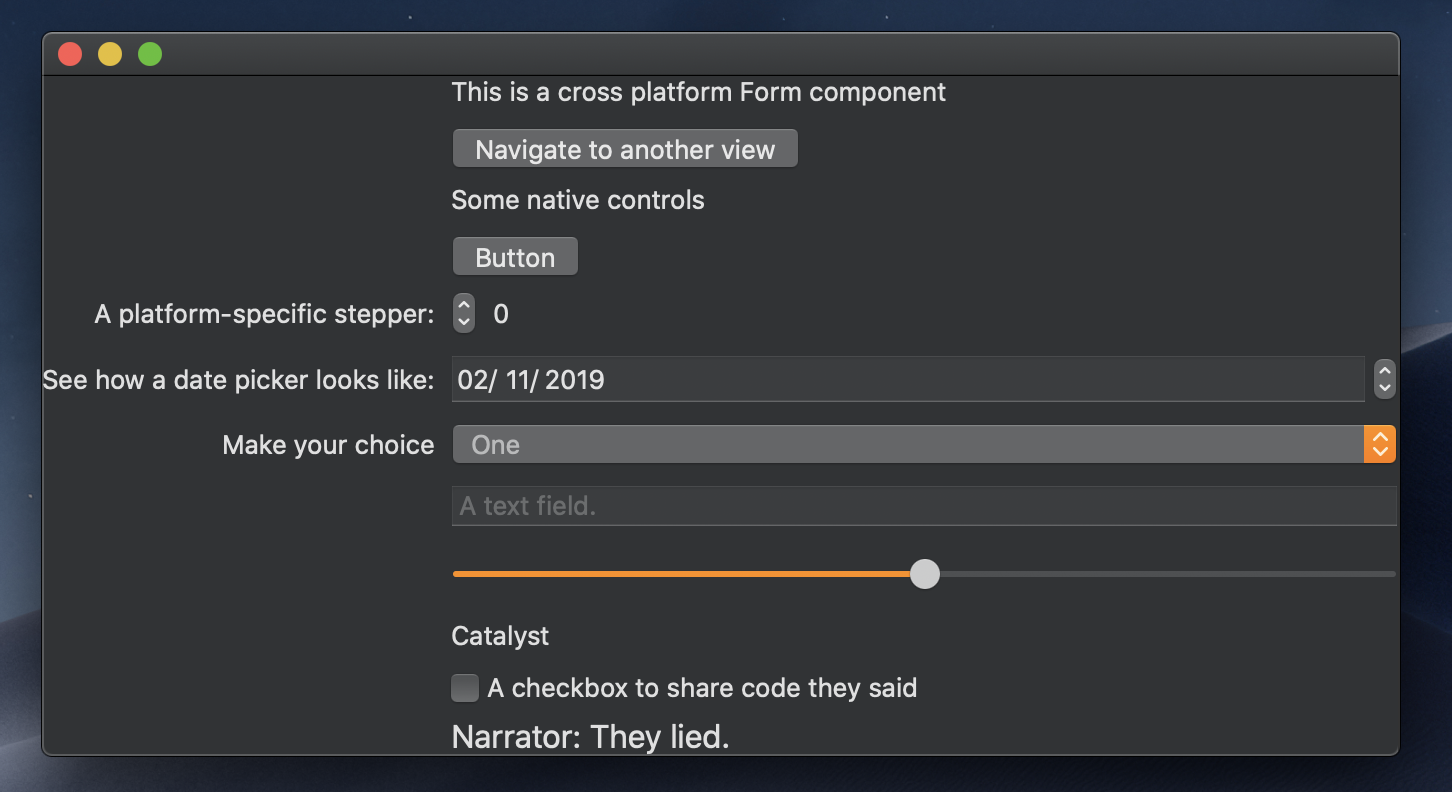 This is a cross platform Form component
Navigate to another view
Some native controls
Button
A platform-specific stepper: 0
See how a date picker looks like: 02/ 11/ 2019
Make your choice One
A text field.
Catalyst
A checkbox to share code they said
Narrator: They lied.